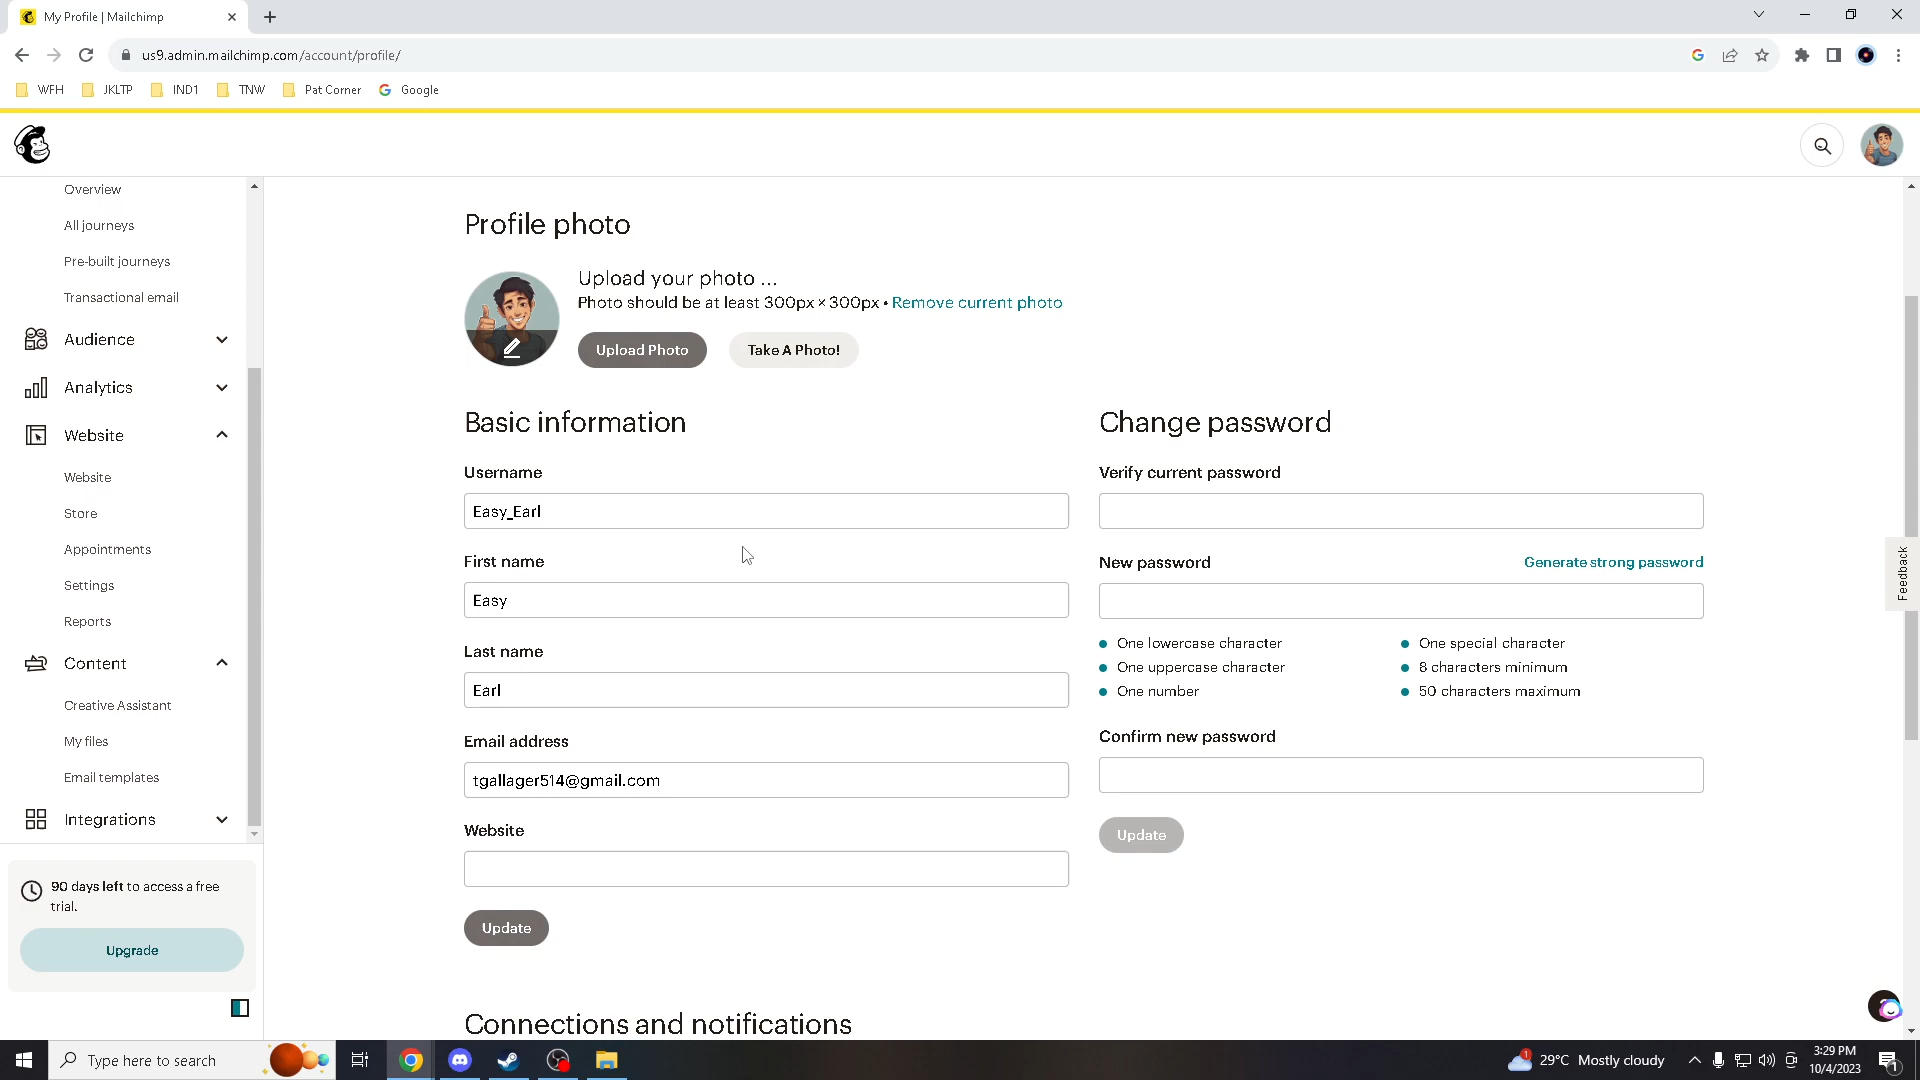 My Profile | Mailchimp
us9.admin.mailchimp.com/account/profile/
WFH JKLTP IND1 TNW Pat Corner Google
Overview
All journeys
Pre-built journeys
Transactional email
Audience
Analytics
Website
Website
Store
Appointments
Settings
Reports
Content
Creative Assistant
My files
Email templates
Integrations
90 days left to access a free
trial.
Upgrade
Profile photo
Upload your photo ...
Photo should be at least 300px × 300px • Remove current photo
Upload Photo Take A Photo!
Basic information
Username
Easy_Earl
First name
Easy
Last name
Earl
Email address
tgallager514@gmail.com
Website
Update
Change password
Verify current password
New password Generate strong password
One lowercase character One special character
One uppercase character 8 characters minimum
One number 50 characters maximum
Confirm new password
Update
Connections and notifications
Feedback
Type here to search
1
29°C Mostly cloudy
3:29 PM
10/4/2023
1